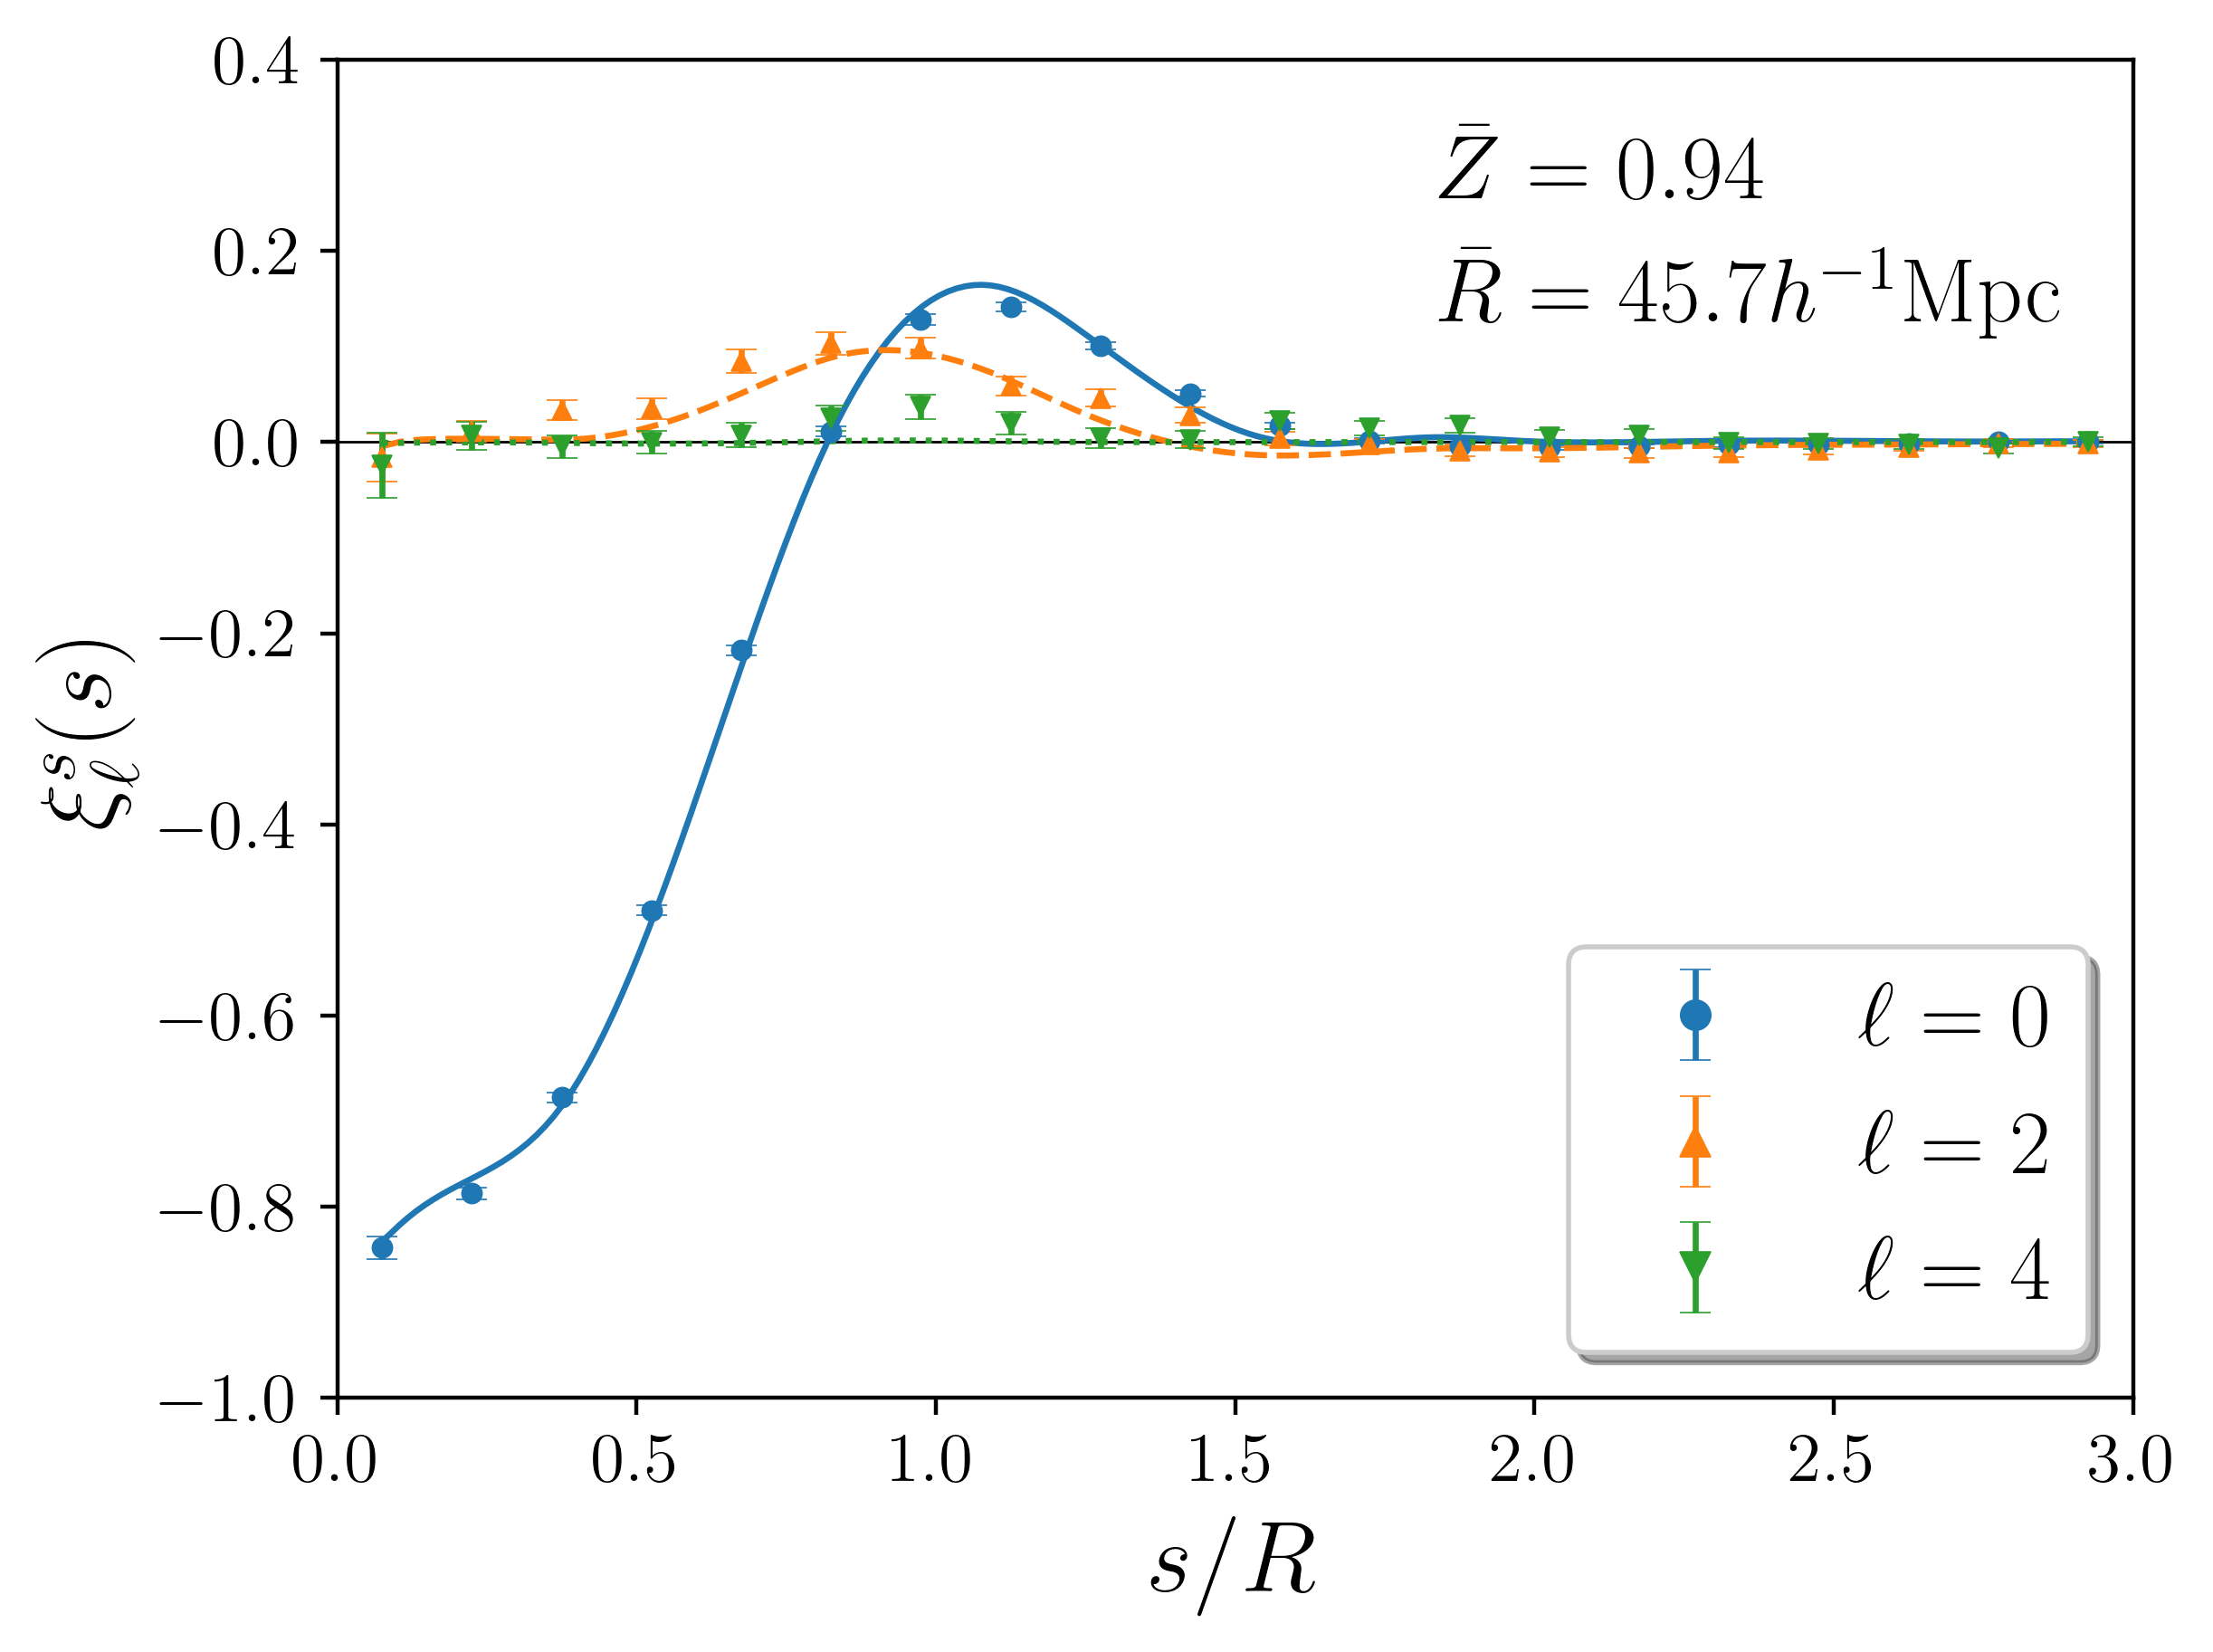 0.4
0.2
0.0
−0.2
−0.4
−0.6
−0.8
−1.0
ξ_ℓ^s(s)
Z̄ = 0.94
R̄ = 45.7h⁻¹Mpc
ℓ = 0
ℓ = 2
ℓ = 4
0.0 0.5 1.0 1.5 2.0 2.5 3.0
s/R